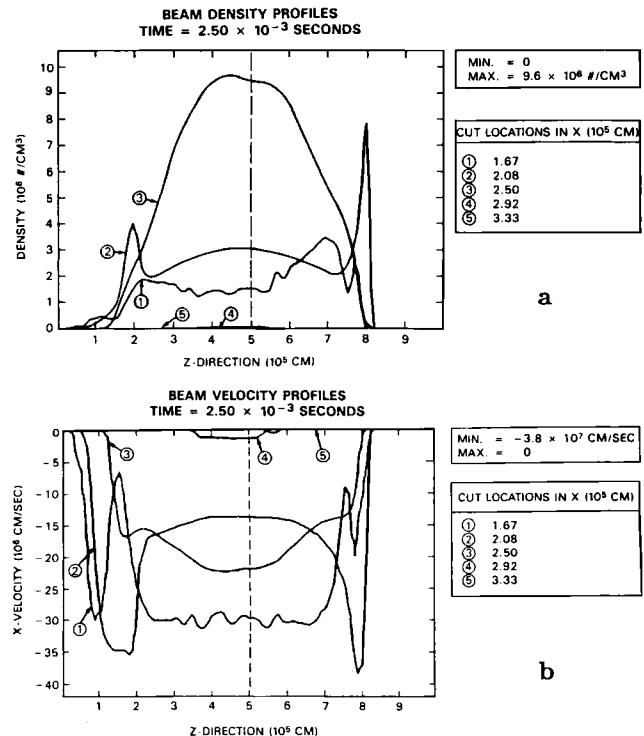 BEAM DENSITY PROFILES
TIME = 2.50 × 10⁻³ SECONDS
DENSITY (10⁶ #/CM³)
10
9
8
7
6
5
4
3
2
1
0
③
②
①
⑤
④
1 2 3 4 5 6 7 8 9
Z-DIRECTION (10⁵ CM)
MIN. = 0
MAX. = 9.6 × 10⁶ #/CM³
CUT LOCATIONS IN X (10⁵ CM)
① 1.67
② 2.08
③ 2.50
④ 2.92
⑤ 3.33
a
BEAM VELOCITY PROFILES
TIME = 2.50 × 10⁻³ SECONDS
X-VELOCITY (10⁶ CM/SEC)
0
-5
-10
-15
-20
-25
-30
-35
-40
③
④
⑤
②
①
1 2 3 4 5 6 7 8 9
Z-DIRECTION (10⁵ CM)
MIN. = -3.8 × 10⁷ CM/SEC
MAX. = 0
CUT LOCATIONS IN X (10⁵ CM)
① 1.67
② 2.08
③ 2.50
④ 2.92
⑤ 3.33
b